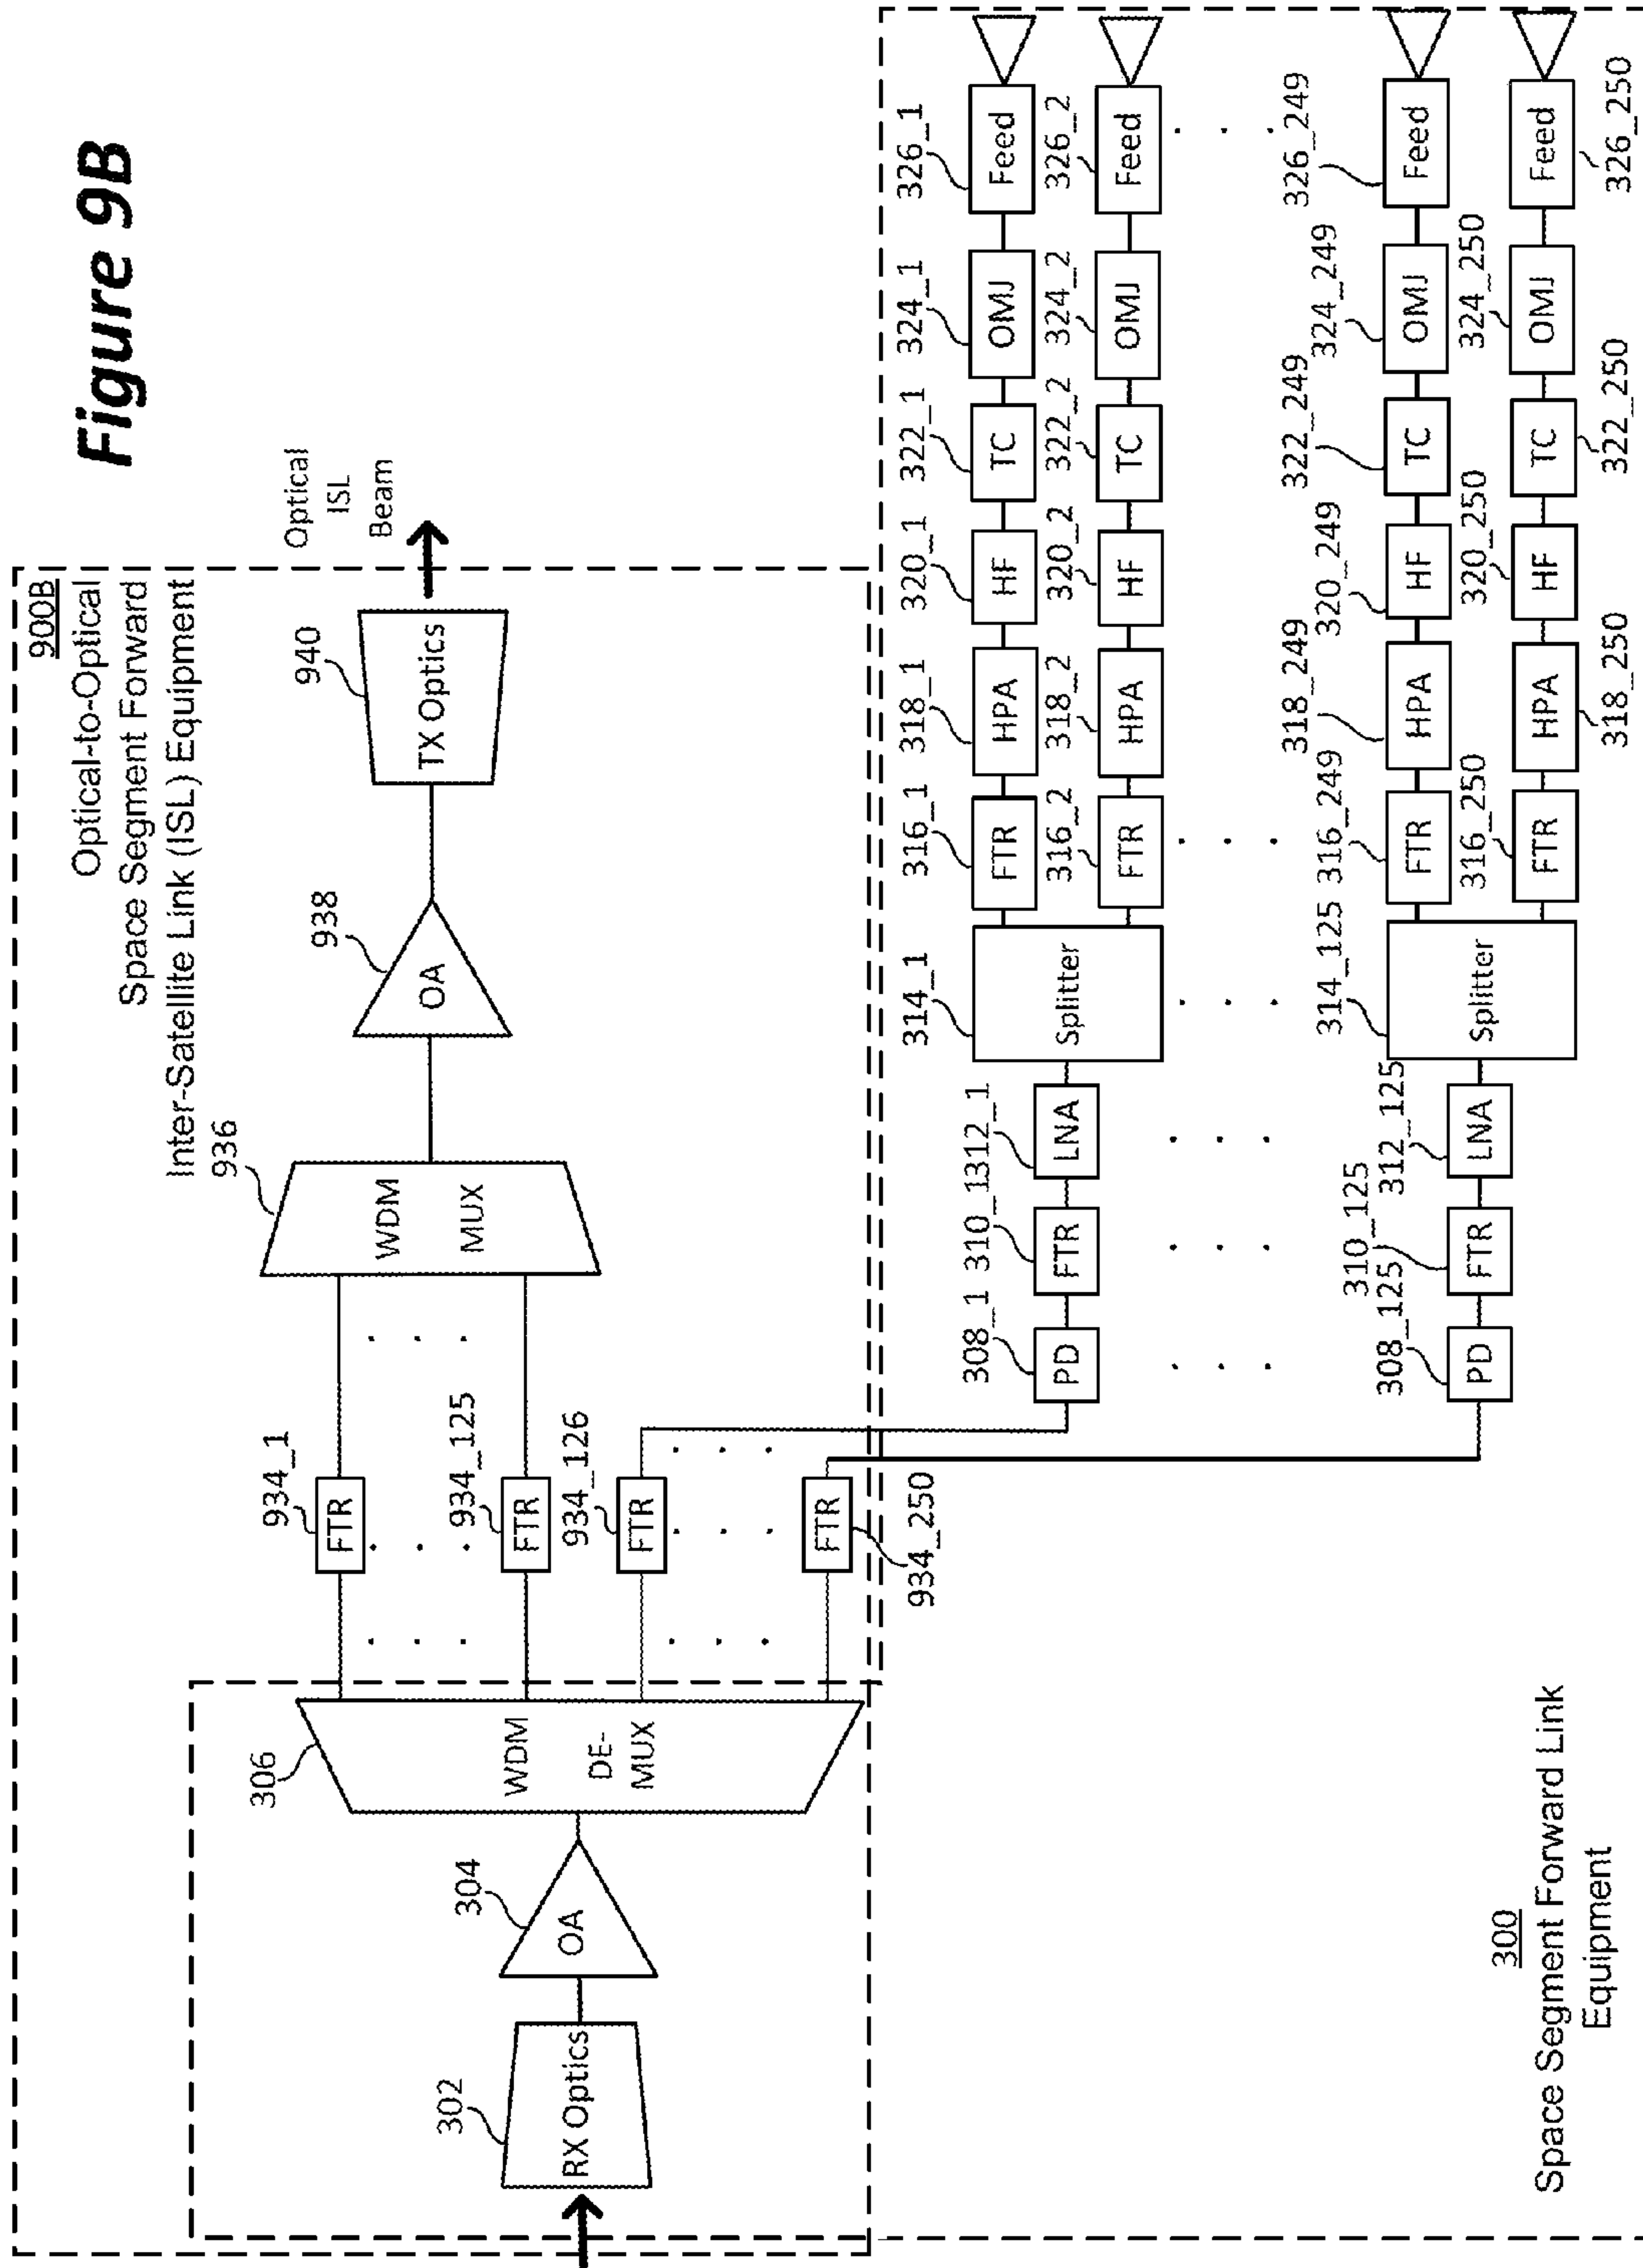 Figure 9B
900B
Optical-to-Optical
Space Segment Forward
Inter-Satellite Link (ISL) Equipment
Optical
ISL
Beam
302
RX Optics
304
OA
306
WDM
DE-
MUX
934_1
FTR
934_125
FTR
934_126
FTR
934_250
FTR
936
WDM
MUX
938
OA
940
TX Optics
308_1
PD
310_1
FTR
312_1
LNA
314_1
Splitter
316_1
FTR
318_1
HPA
320_1
HF
322_1
TC
324_1
OMJ
326_1
Feed
316_2
FTR
318_2
HPA
320_2
HF
322_2
TC
324_2
OMJ
326_2
Feed
308_125
PD
310_125
FTR
312_125
LNA
314_125
Splitter
316_249
FTR
318_249
HPA
320_249
HF
322_249
TC
324_249
OMJ
326_249
Feed
316_250
FTR
318_250
HPA
320_250
HF
322_250
TC
324_250
OMJ
326_250
Feed
300
Space Segment Forward Link
Equipment